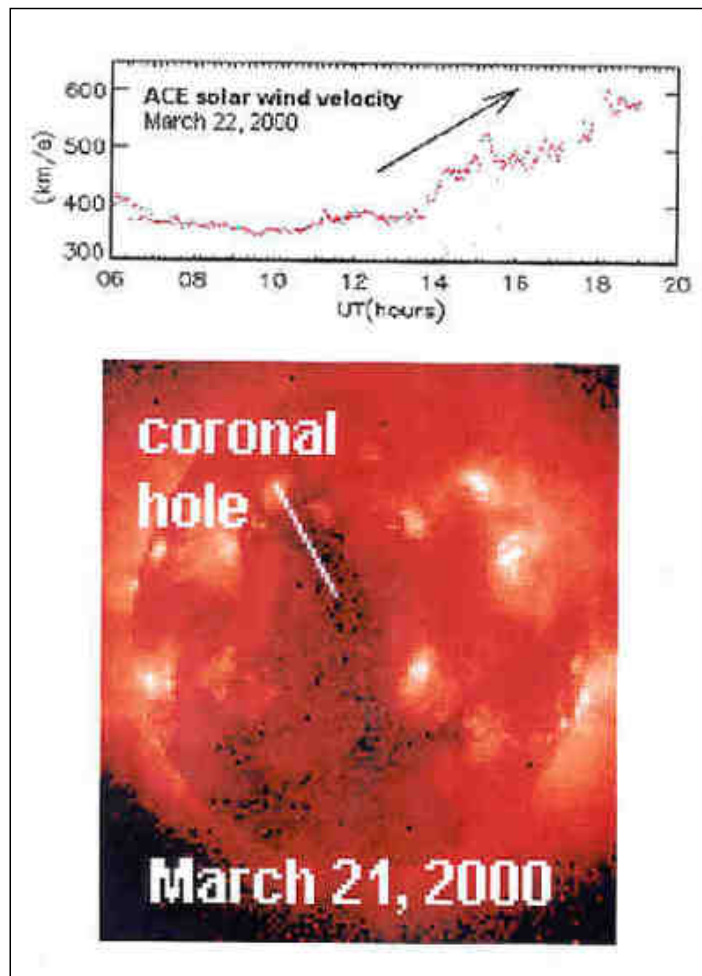 600
500
400
300
(km/s)
ACE solar wind velocity
March 22, 2000
06 08 10 12 14 16 18 20
UT(hours)
coronal
hole
March 21, 2000